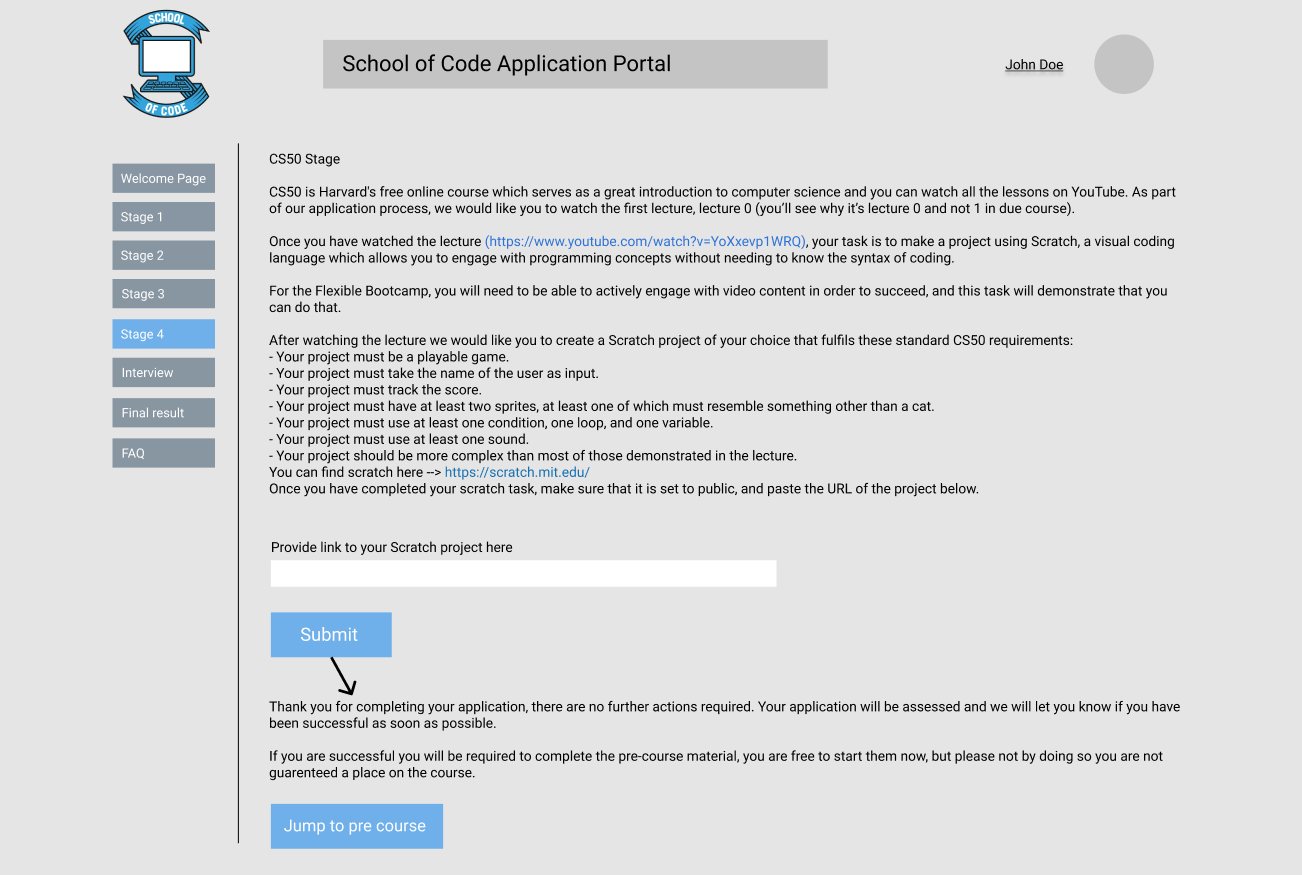 SCHOOL
OF CODE
School of Code Application Portal
John Doe
Welcome Page
Stage 1
Stage 2
Stage 3
Stage 4
Interview
Final result
FAQ
CS50 Stage
CS50 is Harvard's free online course which serves as a great introduction to computer science and you can watch all the lessons on YouTube. As part
of our application process, we would like you to watch the first lecture, lecture 0 (you’ll see why it’s lecture 0 and not 1 in due course).
Once you have watched the lecture (https://www.youtube.com/watch?v=YoXxevp1WRQ), your task is to make a project using Scratch, a visual coding
language which allows you to engage with programming concepts without needing to know the syntax of coding.
For the Flexible Bootcamp, you will need to be able to actively engage with video content in order to succeed, and this task will demonstrate that you
can do that.
After watching the lecture we would like you to create a Scratch project of your choice that fulfils these standard CS50 requirements:
- Your project must be a playable game.
- Your project must take the name of the user as input.
- Your project must track the score.
- Your project must have at least two sprites, at least one of which must resemble something other than a cat.
- Your project must use at least one condition, one loop, and one variable.
- Your project must use at least one sound.
- Your project should be more complex than most of those demonstrated in the lecture.
You can find scratch here --> https://scratch.mit.edu/
Once you have completed your scratch task, make sure that it is set to public, and paste the URL of the project below.
Provide link to your Scratch project here
Submit
Thank you for completing your application, there are no further actions required. Your application will be assessed and we will let you know if you have
been successful as soon as possible.
If you are successful you will be required to complete the pre-course material, you are free to start them now, but please not by doing so you are not
guarenteed a place on the course.
Jump to pre course